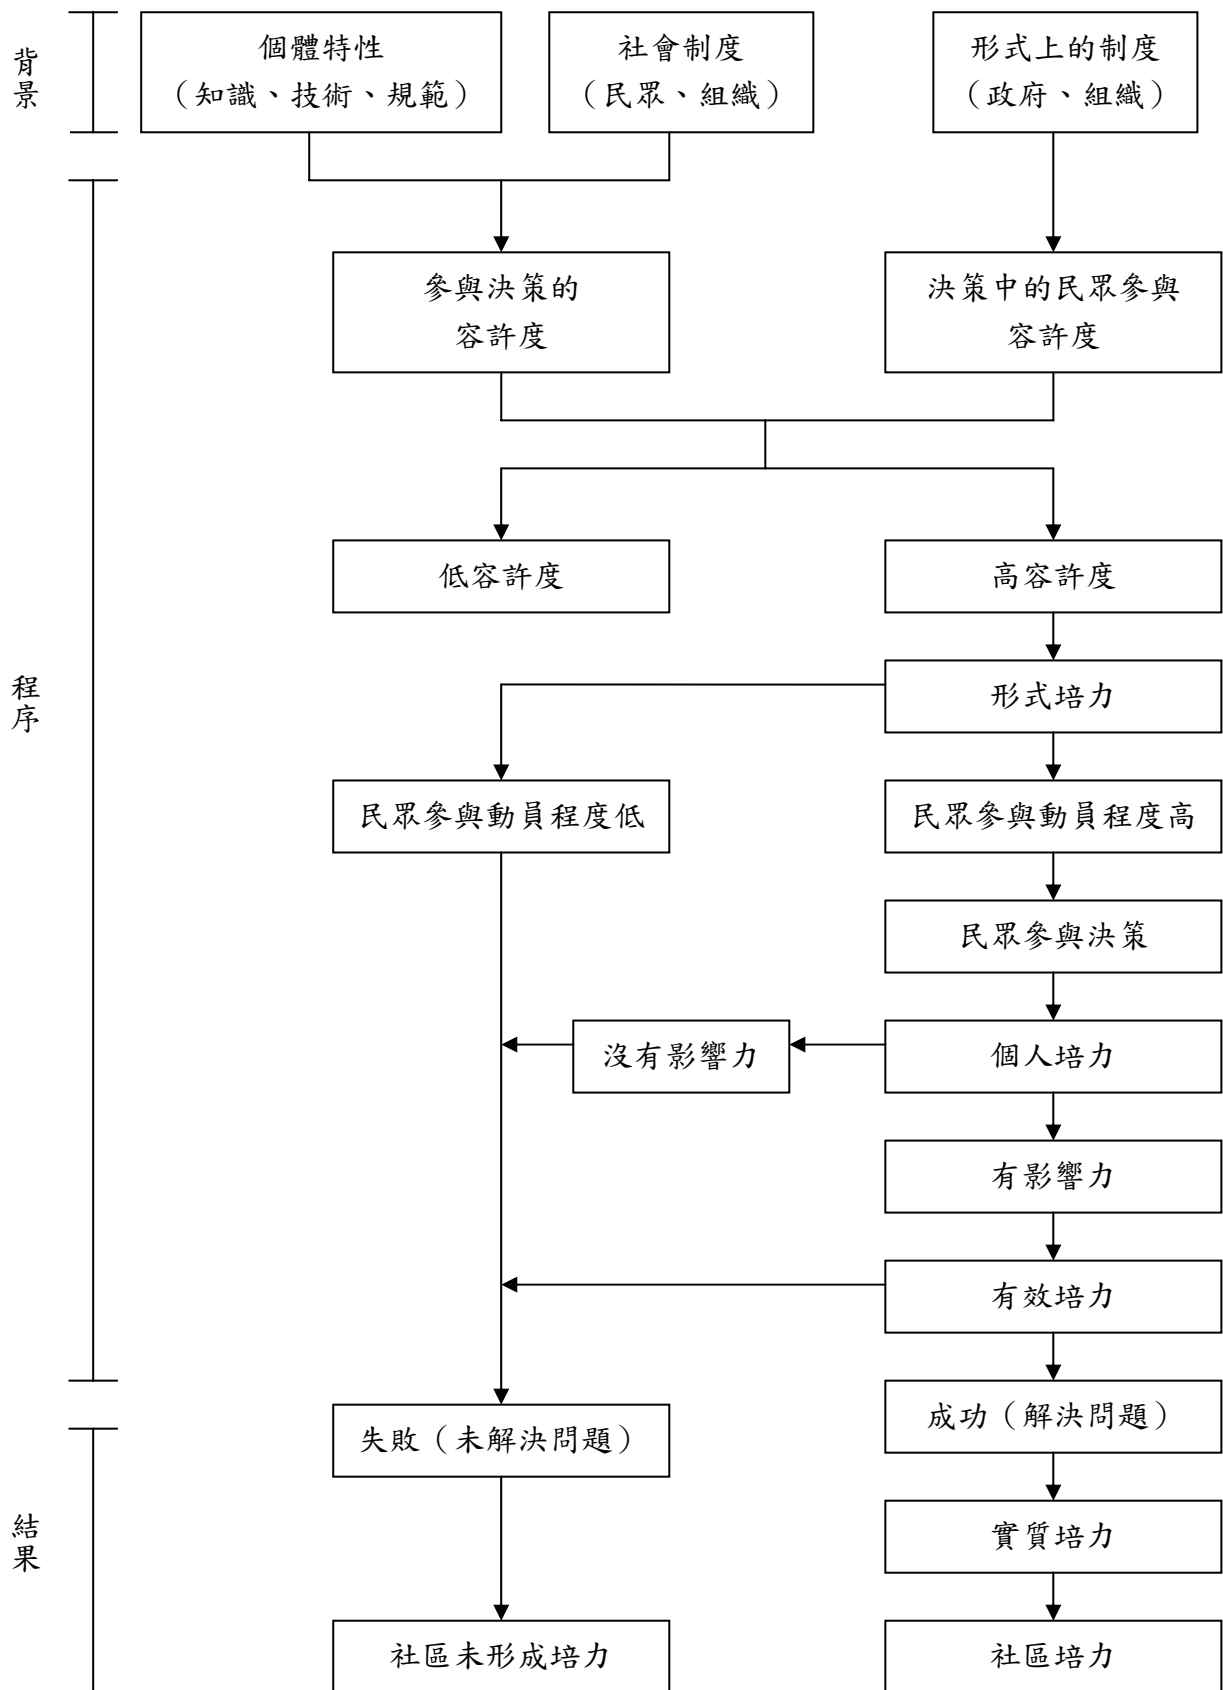 背景
個體特性
（知識、技術、規範）
社會制度
（民眾、組織）
形式上的制度
（政府、組織）
程序
參與決策的
容許度
決策中的民眾參與
容許度
低容許度
高容許度
形式培力
民眾參與動員程度低
民眾參與動員程度高
民眾參與決策
沒有影響力
個人培力
有影響力
有效培力
結果
失敗（未解決問題）
成功（解決問題）
實質培力
社區未形成培力
社區培力